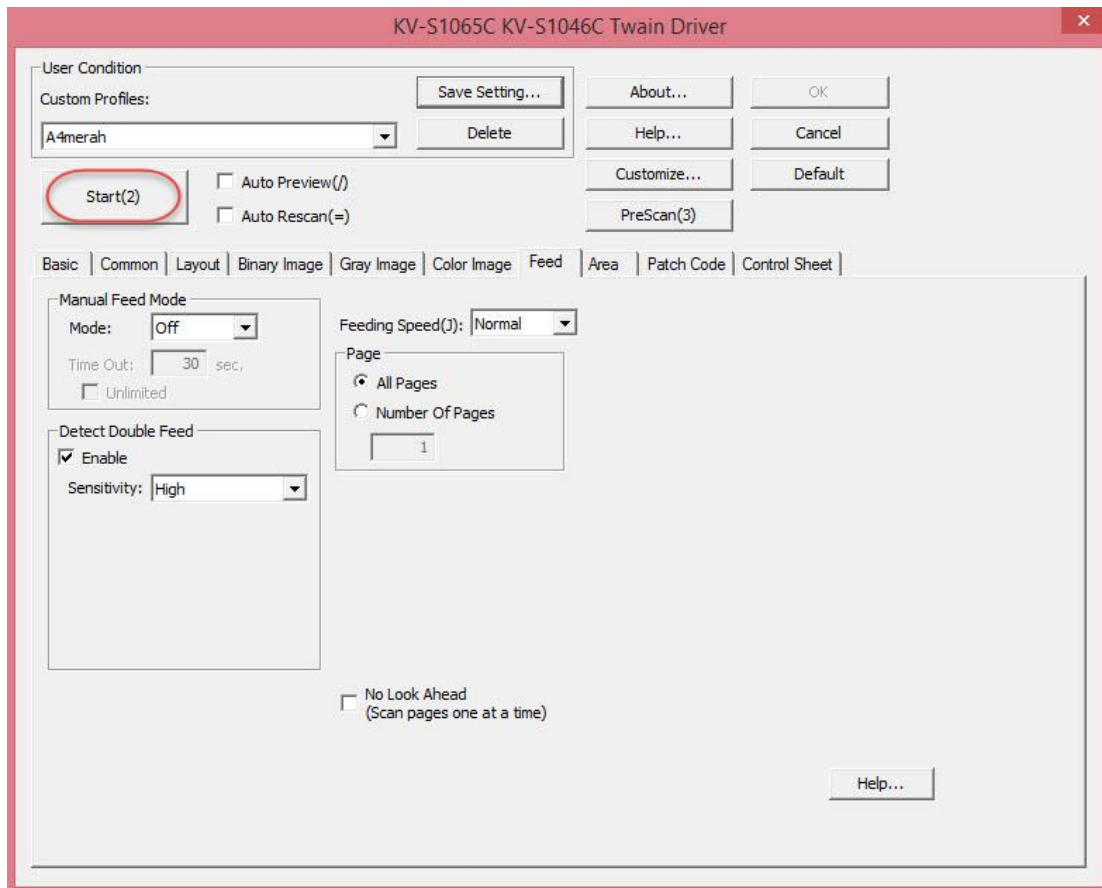 KV-S1065C KV-S1046C Twain Driver
User Condition
Custom Profiles:
Save Setting...
About...
OK
A4merah
Delete
Help...
Cancel
Start(2)
Auto Preview(/)
Customize...
Default
Auto Rescan(=)
PreScan(3)
Basic Common Layout Binary Image Gray Image Color Image Feed Area Patch Code Control Sheet
Manual Feed Mode
Mode: Off
Time Out: 30 sec.
Unlimited
Feeding Speed(J): Normal
Page
All Pages
Number Of Pages
1
Detect Double Feed
Enable
Sensitivity: High
No Look Ahead
(Scan pages one at a time)
Help...